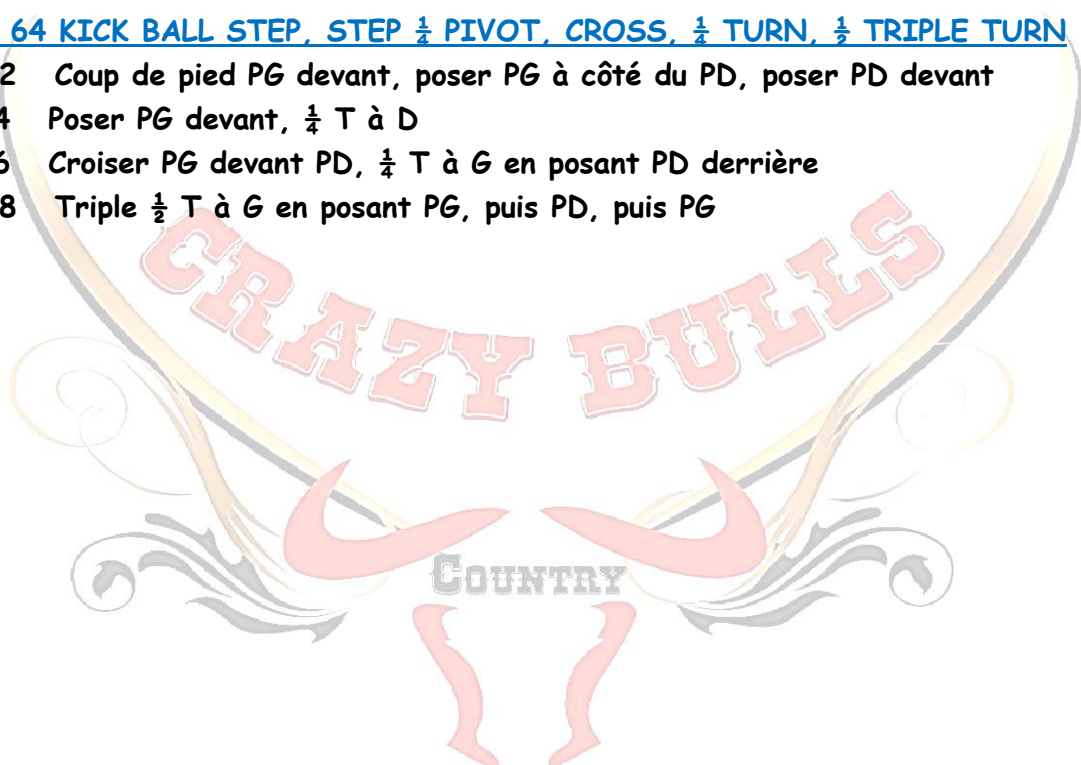 64 KICK BALL STEP, STEP ¼ PIVOT, CROSS, ¼ TURN, ½ TRIPLE TURN
2 Coup de pied PG devant, poser PG à côté du PD, poser PD devant
4 Poser PG devant, ¼ T à D
6 Croiser PG devant PD, ¼ T à G en posant PD derrière
8 Triple ½ T à G en posant PG, puis PD, puis PG
CRAZY BULLS
COUNTRY